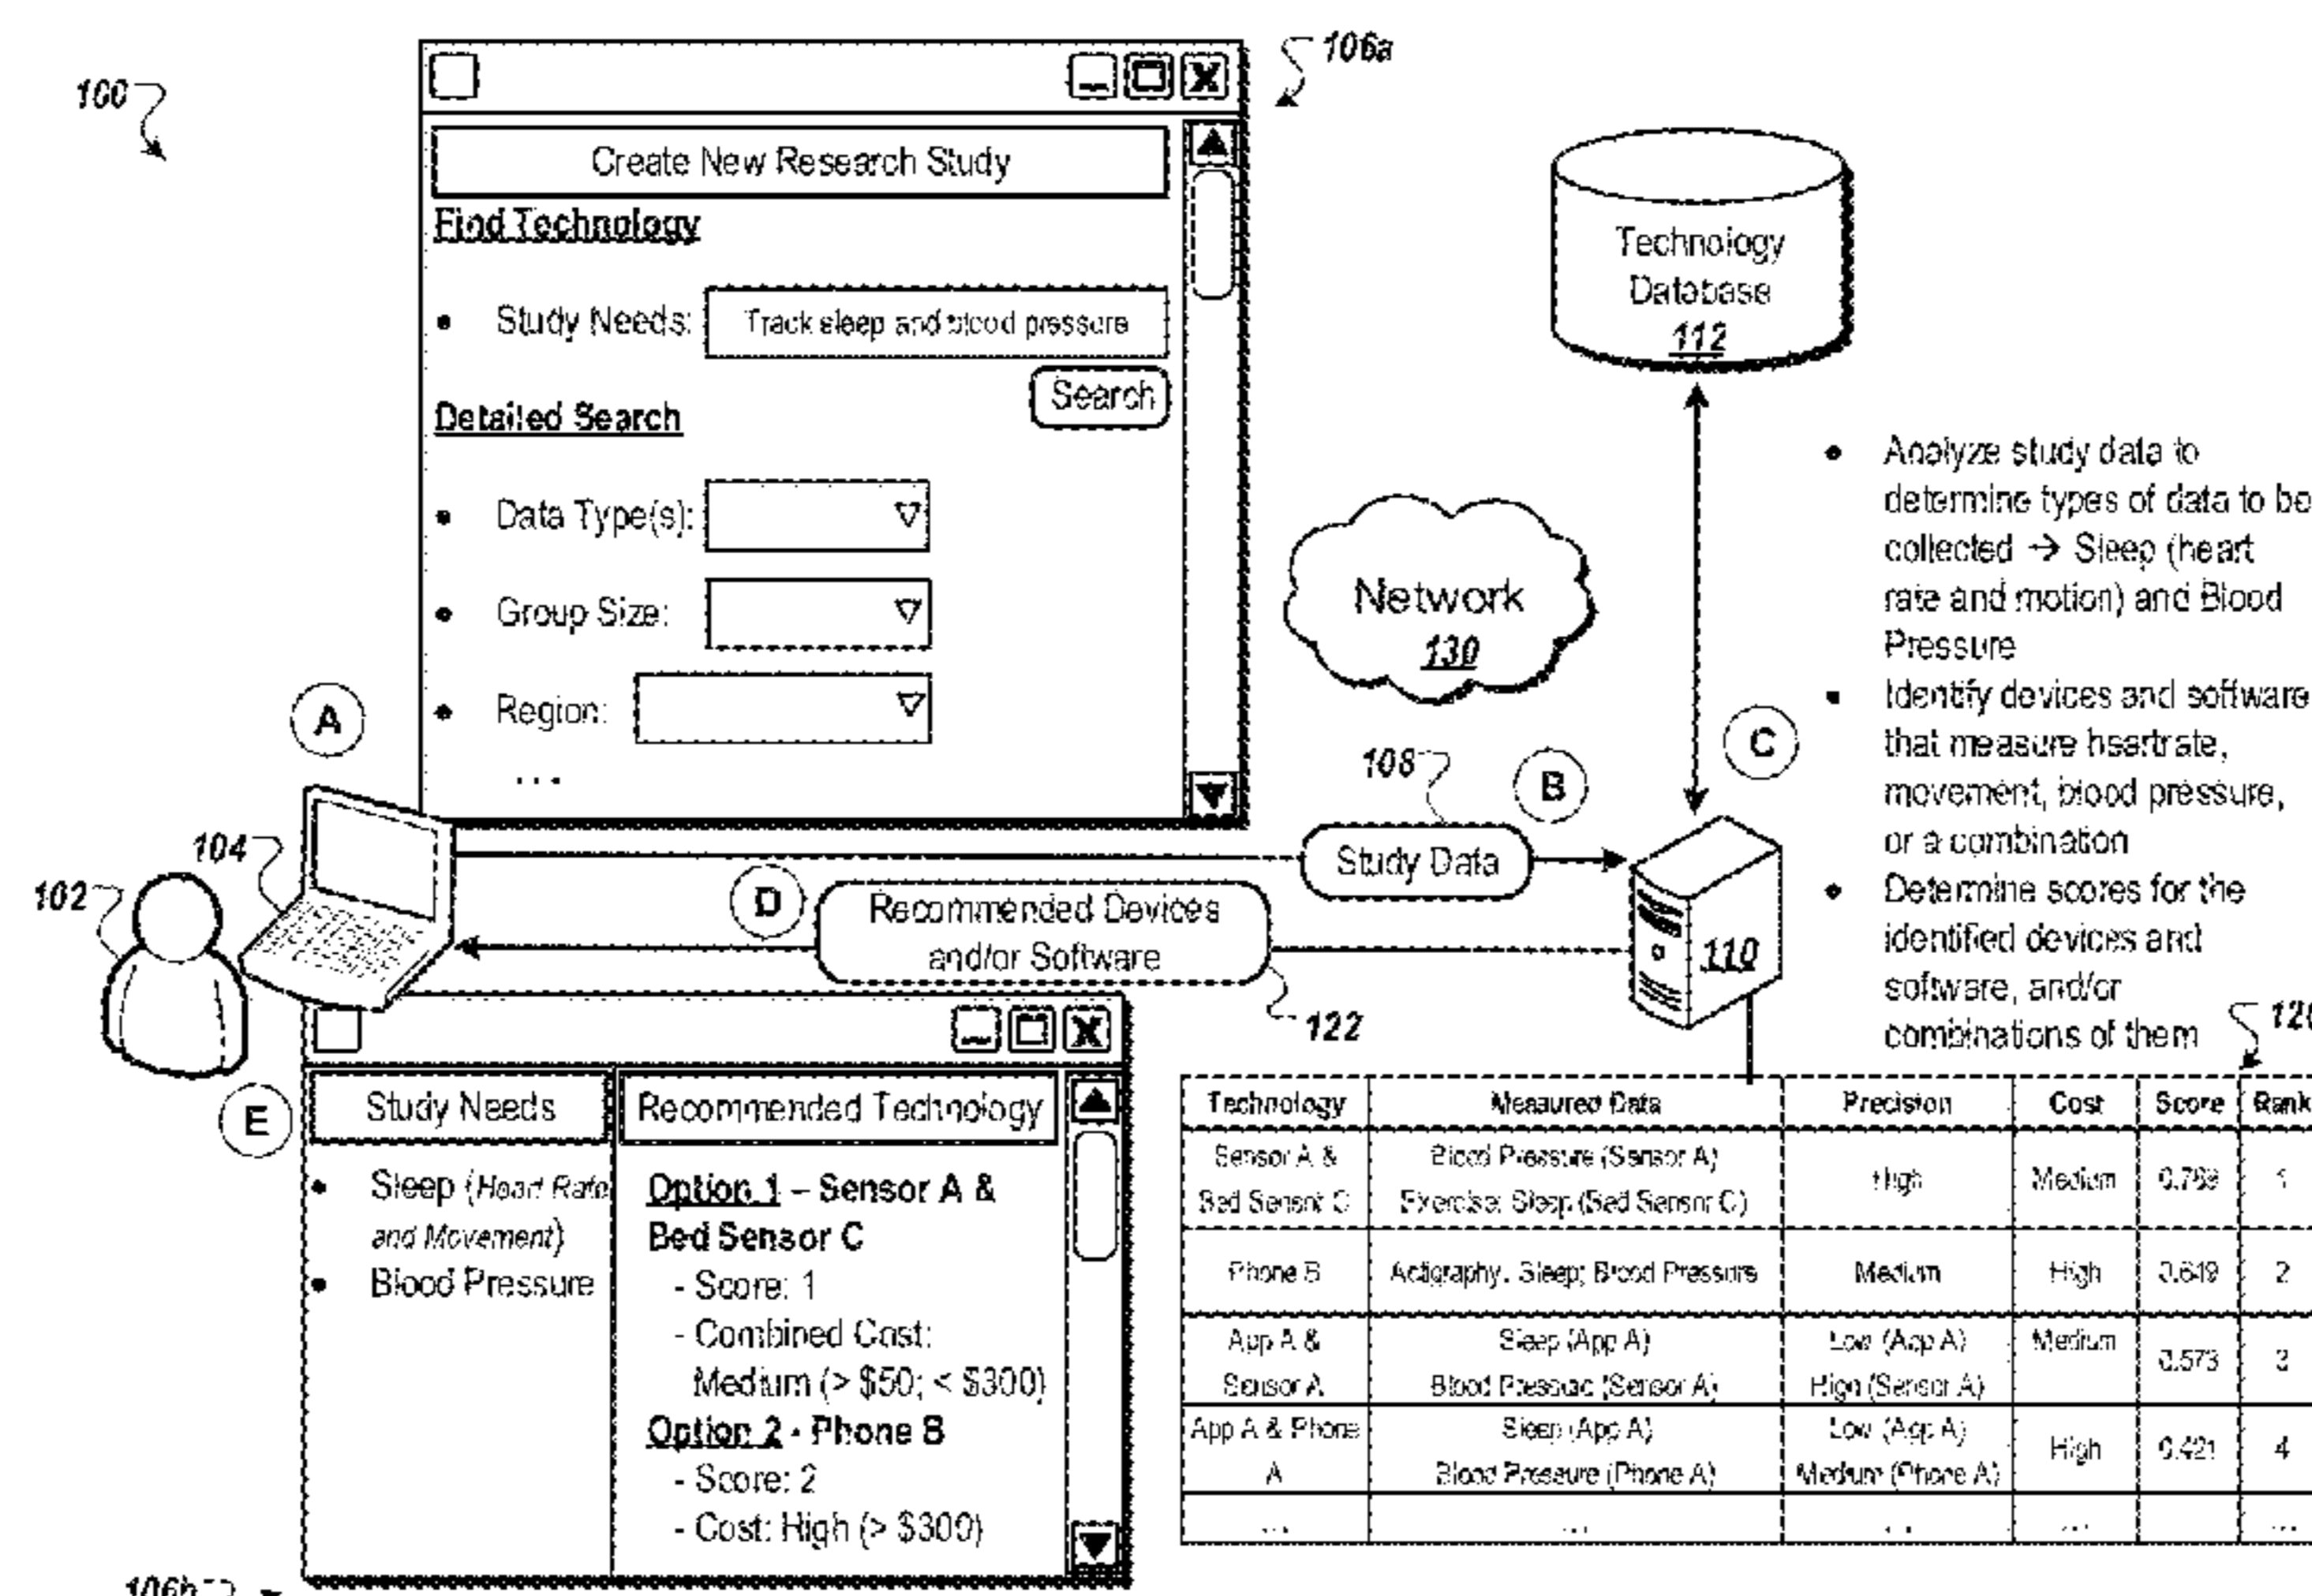 100
106a
Create New Research Study
Find Technology
• Study Needs: Track sleep and blood pressure
Search
Detailed Search
• Data Type(s):
• Group Size:
• Region:
...
Technology
Database
112
Network
130
• Analyze study data to
determine types of data to be
collected → Sleep (heart
rate and motion) and Blood
Pressure
• Identify devices and software
that measure heartrate,
movement, blood pressure,
or a combination
• Determine scores for the
identified devices and
software, and/or
combinations of them
A
B
C
108
Study Data
104
102
D
Recommended Devices
and/or Software
122
110
E
Study Needs
• Sleep (Heart Rate
and Movement)
• Blood Pressure
Recommended Technology
Option 1 – Sensor A &
Bed Sensor C
- Score: 1
- Combined Cost:
Medium (> $50; < $300)
Option 2 - Phone B
- Score: 2
- Cost: High (> $300)
106b
Technology Measured Data Precision Cost Score Rank
Sensor A & Blood Pressure (Sensor A)
Bed Sensor C Exercise; Sleep (Bed Sensor C)
High Medium 1
Phone B Actigraphy, Sleep; Blood Pressure Medium High 0.649 2
App A & Sleep (App A) Low (App A) Medium
Sensor A Blood Pressure (Sensor A) High (Sensor A)
0.573 3
App A & Phone Sleep (App A) Low (App A)
A Blood Pressure (Phone A) Medium (Phone A)
High 0.421 4
... ... ... ... ...